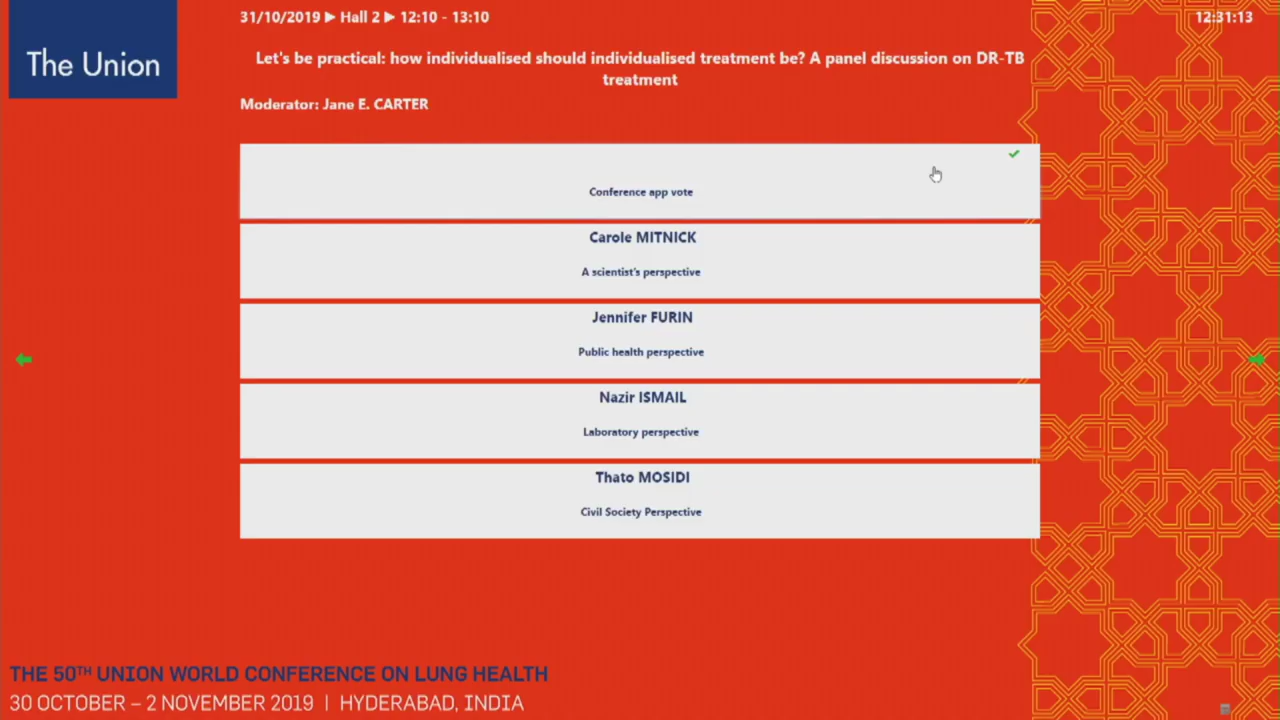 31/10/2019 ▶ Hall 2 ▶ 12:10 - 13:10
12:31:13
The Union
Let's be practical: how individualised should individualised treatment be? A panel discussion on DR-TB
treatment
Moderator: Jane E. CARTER
Conference app vote
Carole MITNICK
A scientist's perspective
Jennifer FURIN
Public health perspective
Nazir ISMAIL
Laboratory perspective
Thato MOSIDI
Civil Society Perspective
THE 50TH UNION WORLD CONFERENCE ON LUNG HEALTH
30 OCTOBER – 2 NOVEMBER 2019 | HYDERABAD, INDIA